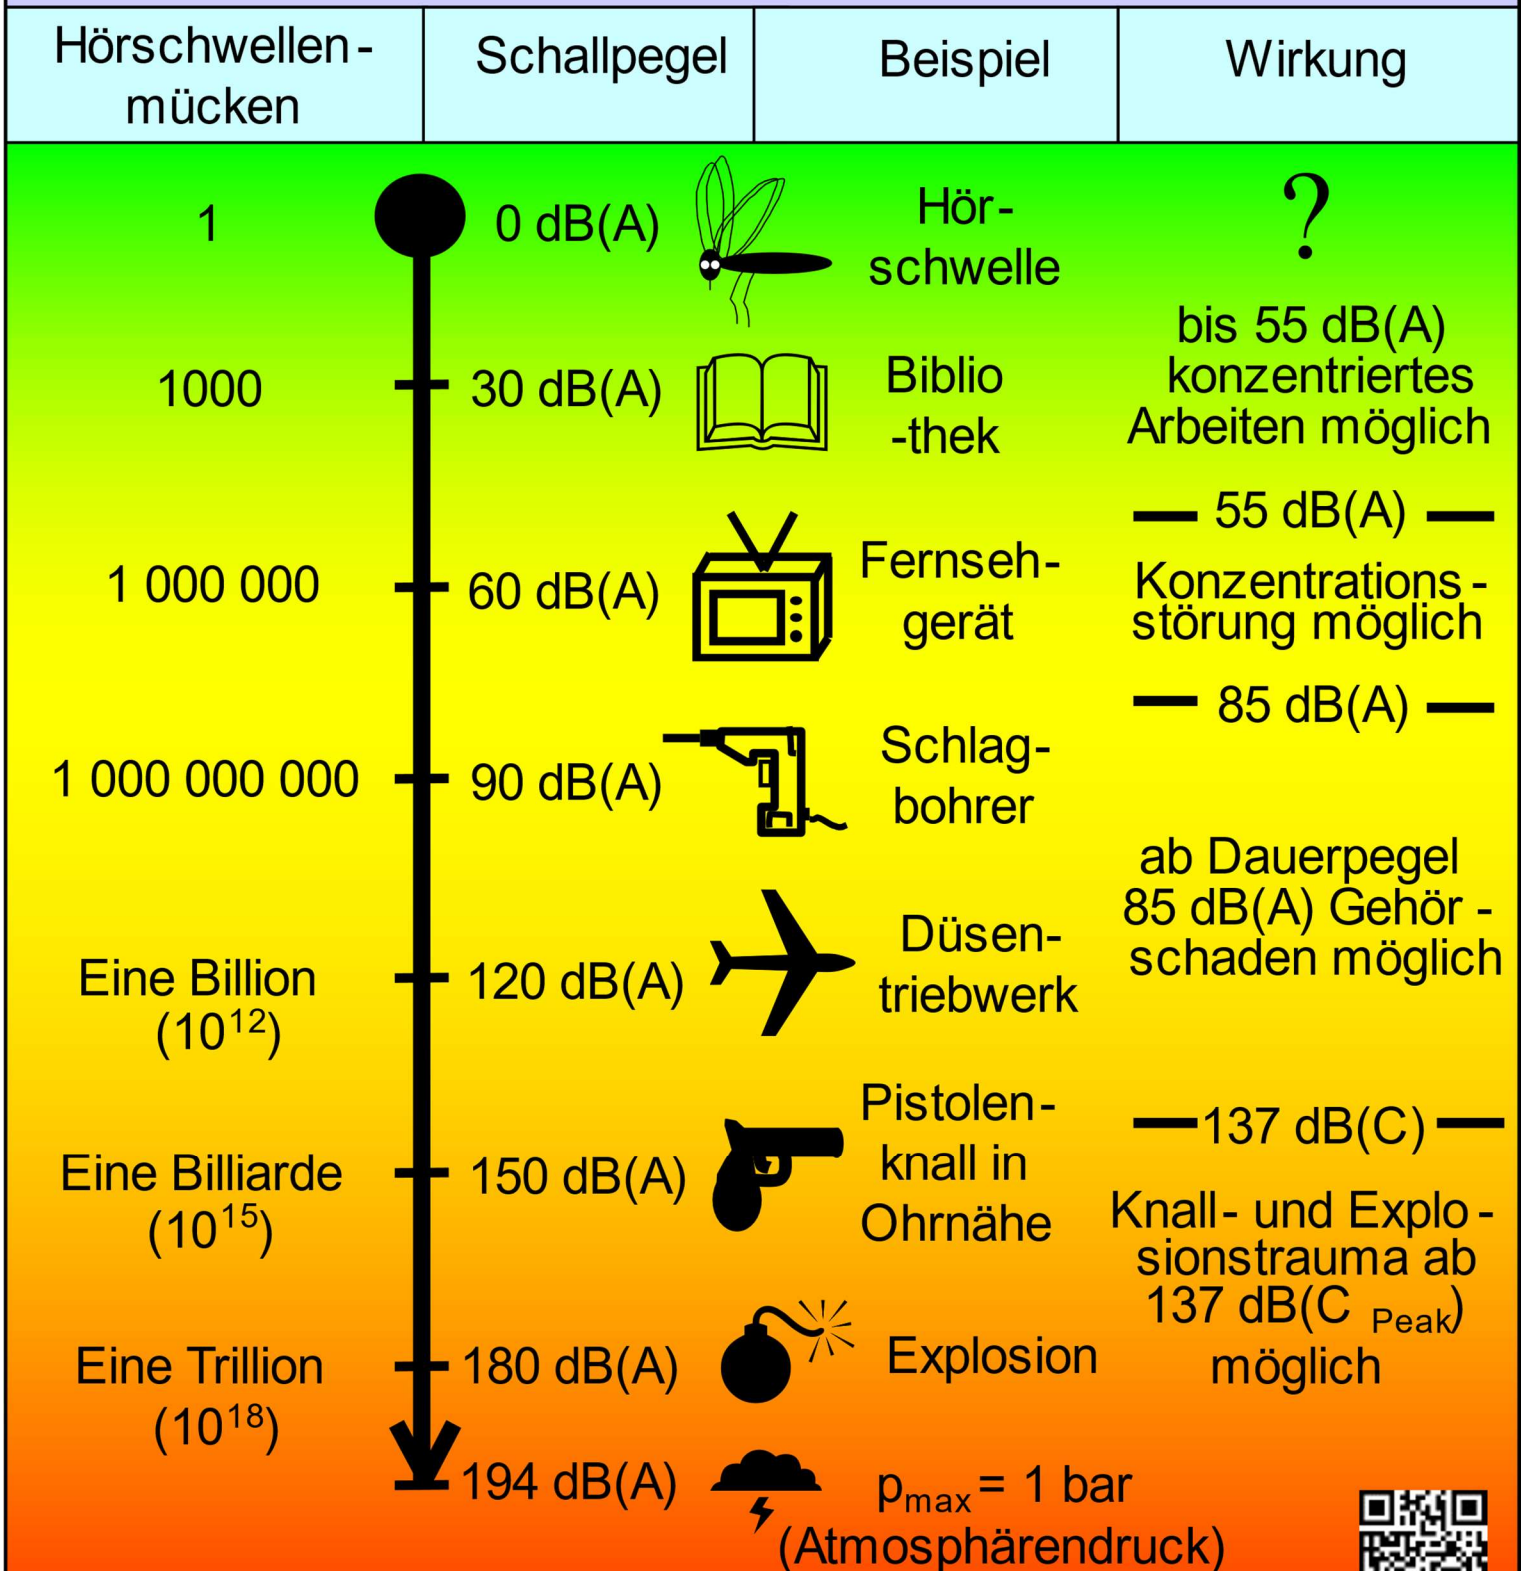 Hörschwellen-
mücken
Schallpegel
Beispiel
Wirkung
1
0 dB(A)
Hör-
schwelle
?
bis 55 dB(A)
konzentriertes
Arbeiten möglich
1000
30 dB(A)
Biblio
-thek
55 dB(A)
1 000 000
60 dB(A)
Fernseh-
gerät
Konzentrations-
störung möglich
85 dB(A)
1 000 000 000
90 dB(A)
Schlag-
bohrer
ab Dauerpegel
85 dB(A) Gehör-
schaden möglich
Eine Billion
(10¹²)
120 dB(A)
Düsen-
triebwerk
137 dB(C)
Eine Billiarde
(10¹⁵)
150 dB(A)
Pistolen-
knall in
Ohrnähe
Knall- und Explo-
sionstrauma ab
137 dB(C Peak)
möglich
Eine Trillion
(10¹⁸)
180 dB(A)
Explosion
194 dB(A)
pmax = 1 bar
(Atmosphärendruck)